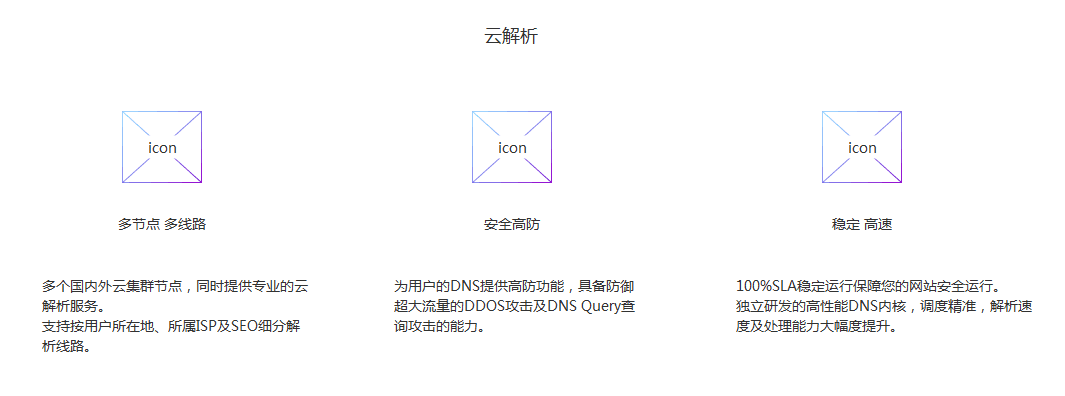 云解析
icon
icon
icon
多节点 多线路
安全高防
稳定 高速
多个国内外云集群节点，同时提供专业的云
解析服务。
支持按用户所在地、所属ISP及SEO细分解
析线路。
为用户的DNS提供高防功能，具备防御
超大流量的DDOS攻击及DNS Query查
询攻击的能力。
100%SLA稳定运行保障您的网站安全运行。
独立研发的高性能DNS内核，调度精准，解析速
度及处理能力大幅度提升。